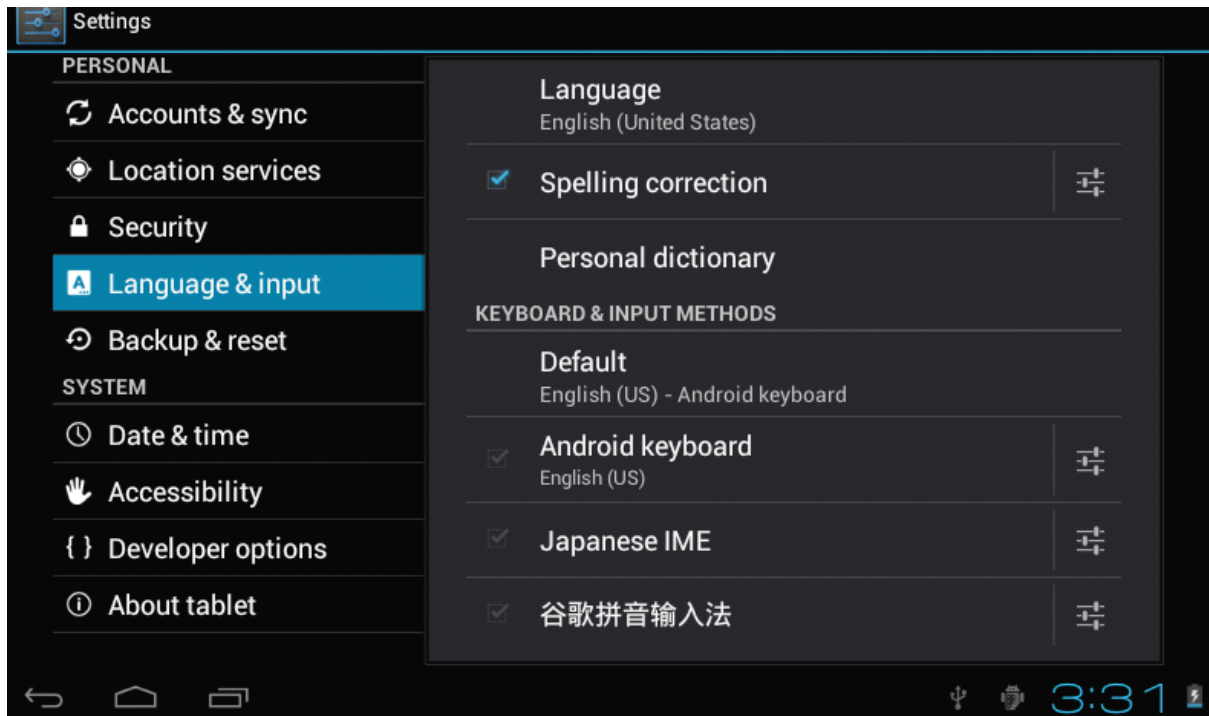 Settings
PERSONAL
Accounts & sync
Location services
Security
Language & input
Backup & reset
SYSTEM
Date & time
Accessibility
{ } Developer options
About tablet
Language
English (United States)
Spelling correction
Personal dictionary
KEYBOARD & INPUT METHODS
Default
English (US) - Android keyboard
Android keyboard
English (US)
Japanese IME
谷歌拼音输入法
3:31